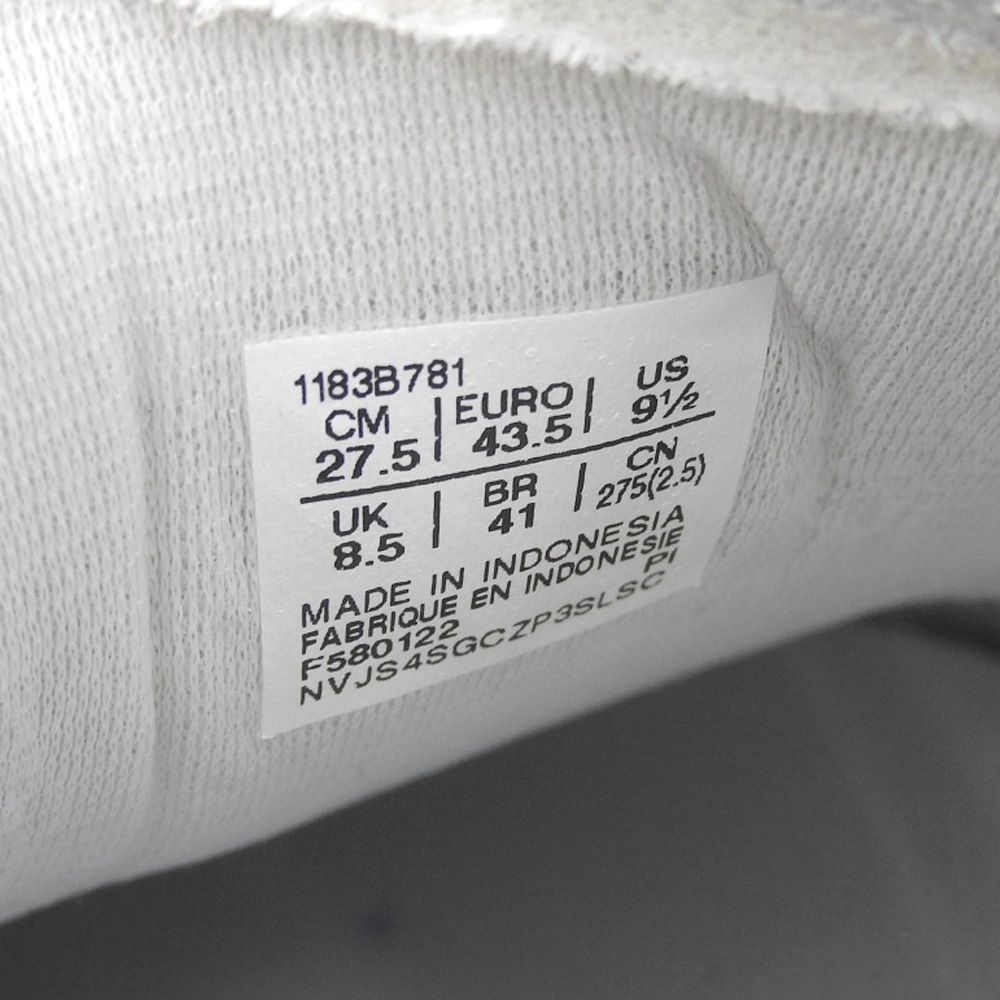 1183B781
CM | EURO | US
27.5 | 43.5 | 9½
UK | BR | CN
8.5 | 41 | 275(2.5)
MADE IN INDONESIA
FABRIQUE EN INDONESIE
F580122 PI
NVJS4SGCZP3SLSC